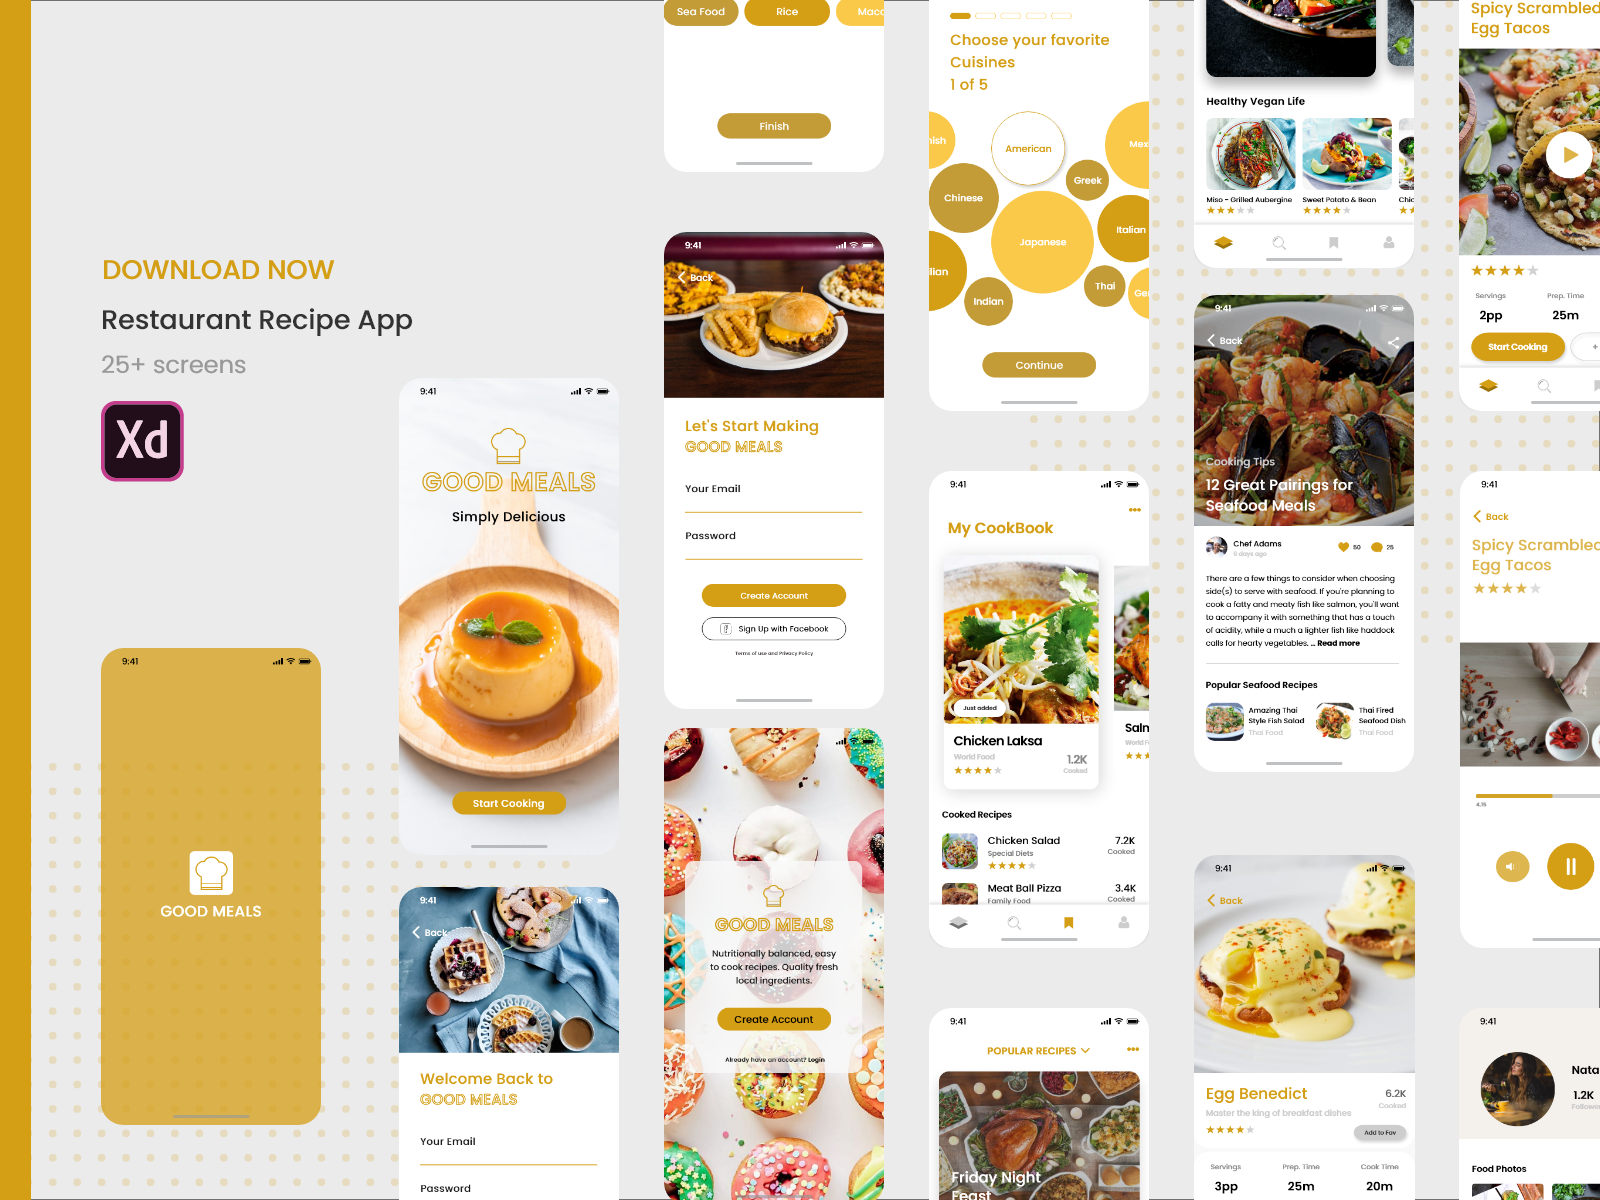 DOWNLOAD NOW
Restaurant Recipe App
25+ screens
Xd
9:41
GOOD MEALS
9:41
GOOD MEALS
Simply Delicious
Start Cooking
9:41
Back
Welcome Back to
GOOD MEALS
Your Email
Password
Sea Food
Rice
Finish
9:41
Back
Let's Start Making
GOOD MEALS
Your Email
Password
Create Account
Sign Up with Facebook
Terms of use and Privacy Policy
9:41
GOOD MEALS
Nutritionally balanced, easy
to cook recipes. Quality fresh
local ingredients.
Create Account
Already have an account? Login
Choose your favorite
Cuisines
1 of 5
American
Chinese
Greek
Japanese
Italian
Indian
Thai
Continue
9:41
My CookBook
Just added
Chicken Laksa
World Food
1.2K
Cooked
Cooked Recipes
Chicken Salad
7.2K
Special Diets
Cooked
Meat Ball Pizza
3.4K
Family Food
Cooked
9:41
POPULAR RECIPES
Friday Night
Feast
Healthy Vegan Life
Miso - Grilled Aubergine
Sweet Potato & Bean
9:41
Back
Cooking Tips
12 Great Pairings for
Seafood Meals
Chef Adams
50
25
6 days ago
There are a few things to consider when choosing
side(s) to serve with seafood. If you're planning to
cook a fatty and meaty fish like salmon, you'll want
to accompany it with something that has a touch
of acidity, while a much a lighter fish like haddock
calls for hearty vegetables. ... Read more
Popular Seafood Recipes
Amazing Thai
Style Fish Salad
Thai Food
Thai Fired
Seafood Dish
Thai Food
9:41
Back
Egg Benedict
6.2K
Cooked
Master the king of breakfast dishes
Add to Fav
Servings
Prep. Time
Cook Time
3pp
25m
20m
Spicy Scrambled
Egg Tacos
Servings
Prep. Time
2pp
25m
Start Cooking
+
9:41
Back
Spicy Scrambled
Egg Tacos
4.15
9:41
Nata
1.2K
Food Photos